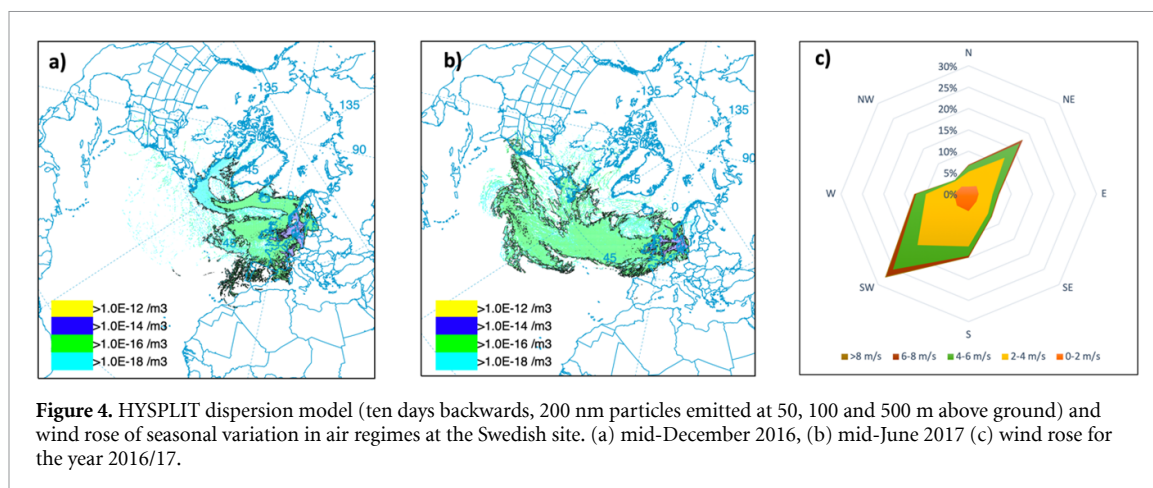 a)
-135
135
90
45
45
0
45
>1.0E-12 /m3
>1.0E-14 /m3
>1.0E-16 /m3
>1.0E-18 /m3
b)
-135
135
90
45
45
0
45
>1.0E-12 /m3
>1.0E-14 /m3
>1.0E-16 /m3
>1.0E-18 /m3
c)
N
30%
25%
20%
15%
10%
5%
0%
NW
NE
W
E
SW
SE
S
>8 m/s 6-8 m/s 4-6 m/s 2-4 m/s 0-2 m/s
Figure 4. HYSPLIT dispersion model (ten days backwards, 200 nm particles emitted at 50, 100 and 500 m above ground) and
wind rose of seasonal variation in air regimes at the Swedish site. (a) mid-December 2016, (b) mid-June 2017 (c) wind rose for
the year 2016/17.